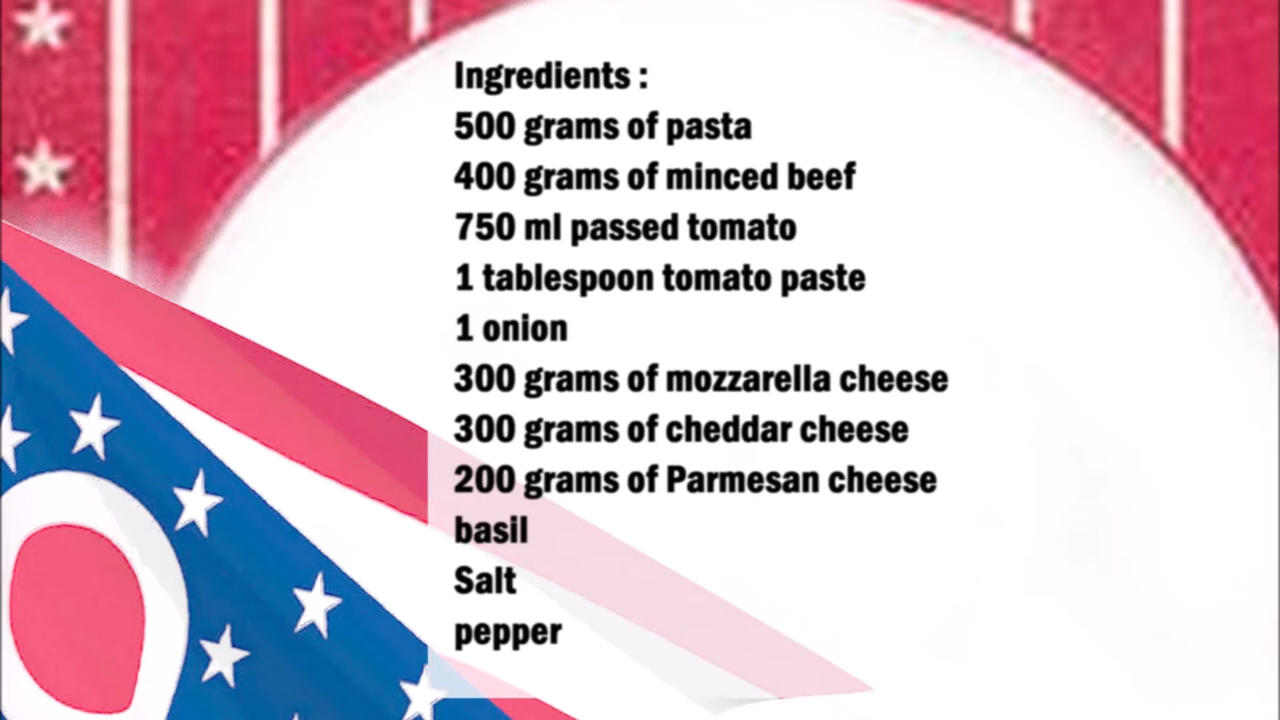 Ingredients :
500 grams of pasta
400 grams of minced beef
750 ml passed tomato
1 tablespoon tomato paste
1 onion
300 grams of mozzarella cheese
300 grams of cheddar cheese
200 grams of Parmesan cheese
basil
Salt
pepper